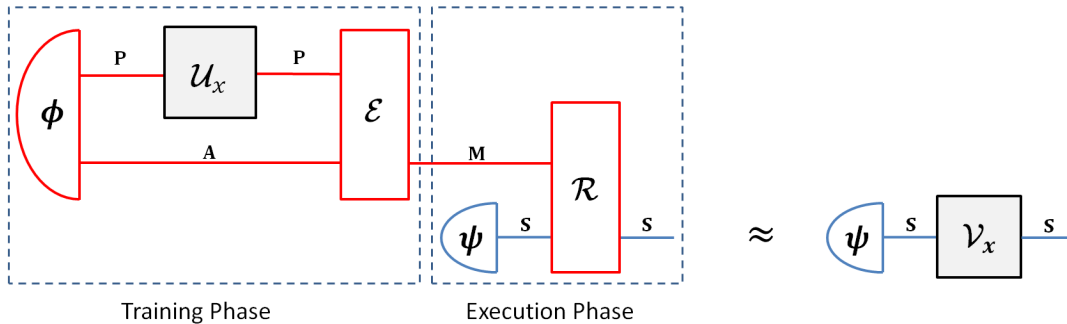 P
P
𝒰ₓ
ϕ
ℰ
A
M
ℛ
ψ
S
S
≈
ψ
S
𝒱ₓ
S
Training Phase
Execution Phase